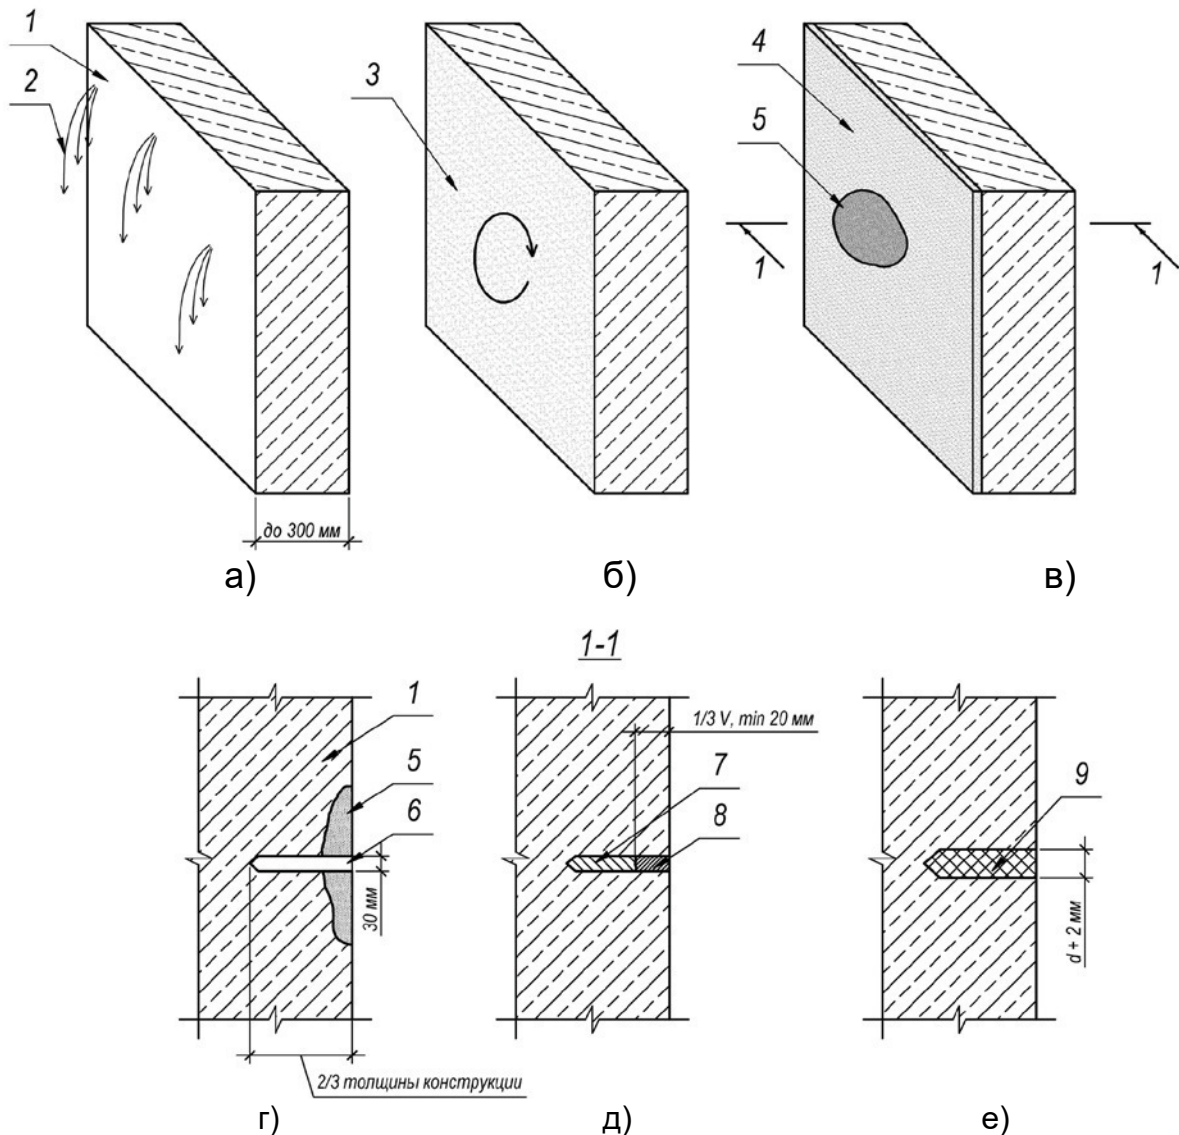 1
2
до 300 мм
а)
3
б)
4
5
1
1
в)
1-1
1
5
6
30 мм
2/3 толщины конструкции
г)
1/3 V, min 20 мм
7
8
д)
9
d + 2 мм
е)